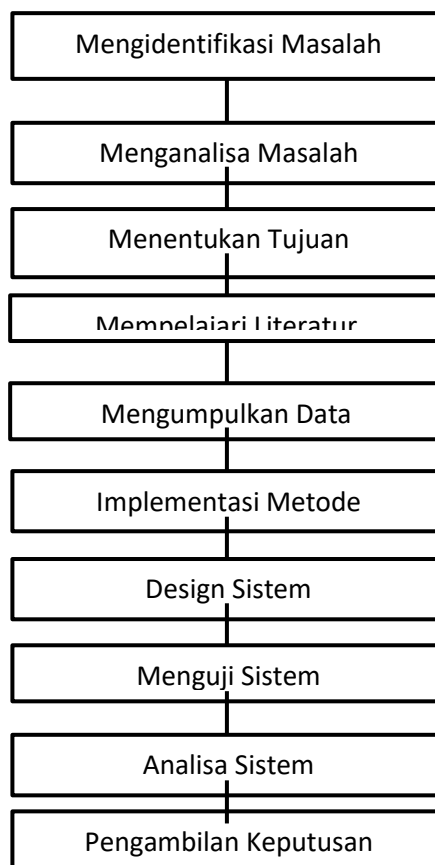 Mengidentifikasi Masalah
Menganalisa Masalah
Menentukan Tujuan
Mempelajari Literatur
Mengumpulkan Data
Implementasi Metode
Design Sistem
Menguji Sistem
Analisa Sistem
Pengambilan Keputusan